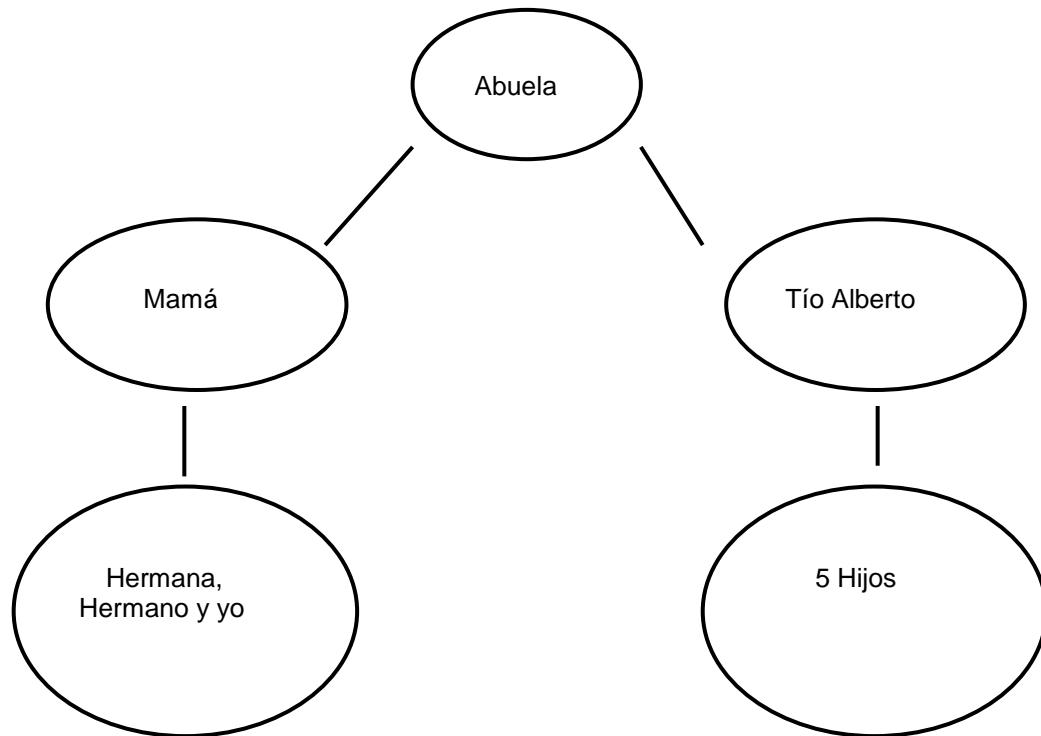 Abuela
Mamá
Tío Alberto
Hermana,
Hermano y yo
5 Hijos